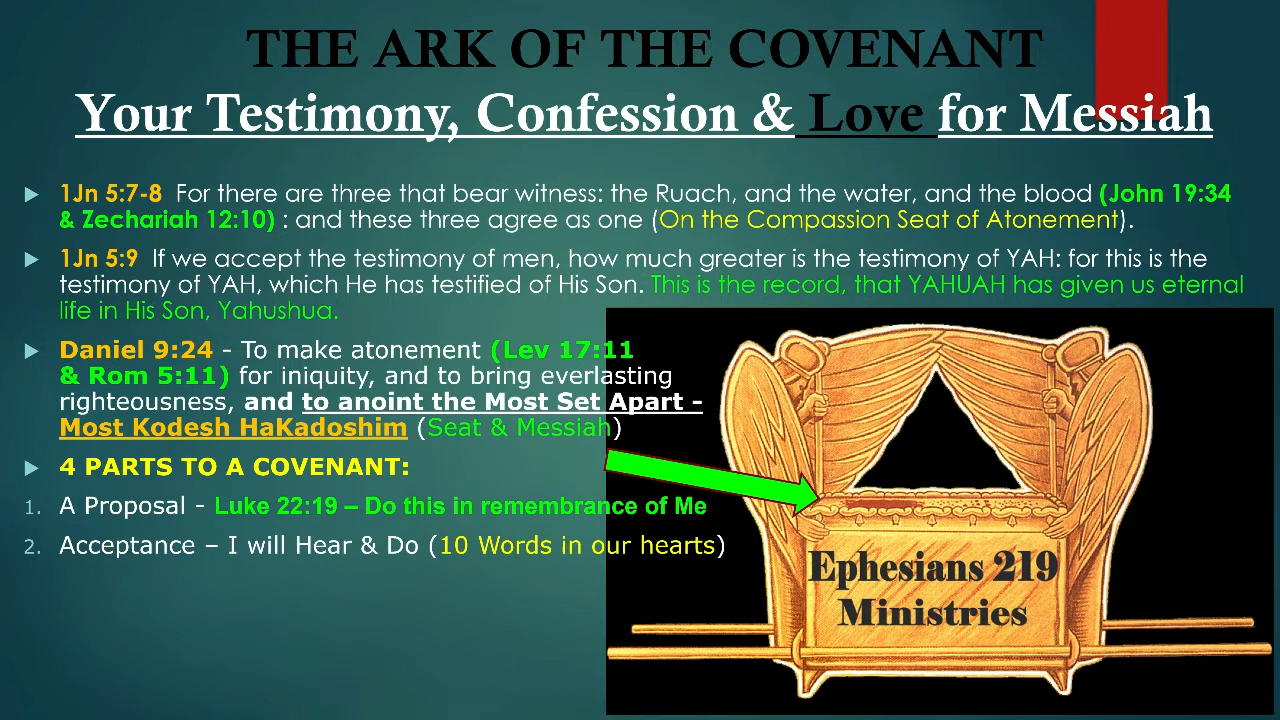 THE ARK OF THE COVENANT
Your Testimony, Confession & Love for Messiah
1Jn 5:7-8 For there are three that bear witness: the Ruach, and the water, and the blood (John 19:34
& Zechariah 12:10) : and these three agree as one (On the Compassion Seat of Atonement).
1Jn 5:9 If we accept the testimony of men, how much greater is the testimony of YAH: for this is the
testimony of YAH, which He has testified of His Son. This is the record, that YAHUAH has given us eternal
life in His Son, Yahushua.
Daniel 9:24 - To make atonement (Lev 17:11
& Rom 5:11) for iniquity, and to bring everlasting
righteousness, and to anoint the Most Set Apart -
Most Kodesh HaKadoshim (Seat & Messiah)
4 PARTS TO A COVENANT:
1. A Proposal - Luke 22:19 – Do this in remembrance of Me
2. Acceptance – I will Hear & Do (10 Words in our hearts)
Ephesians 219
Ministries